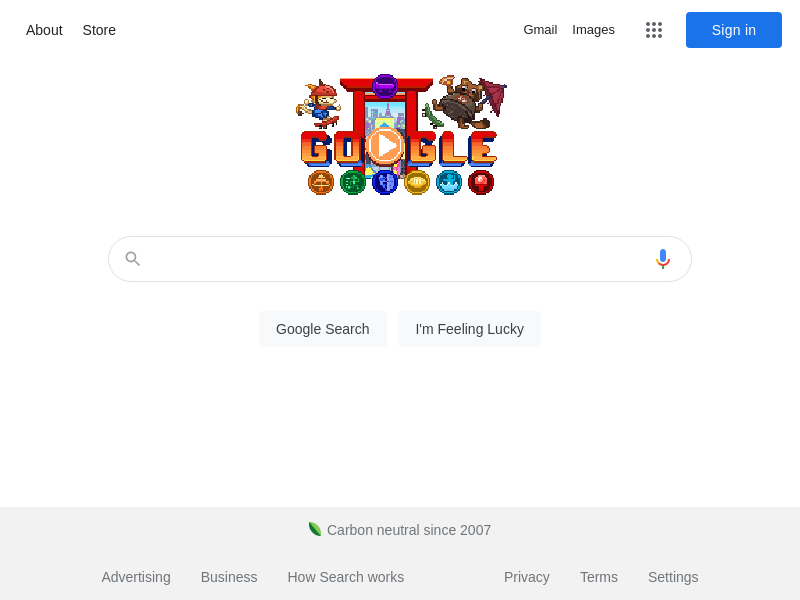 About Store Gmail Images Sign in
GOOGLE
Google Search I'm Feeling Lucky
Carbon neutral since 2007
Advertising Business How Search works Privacy Terms Settings